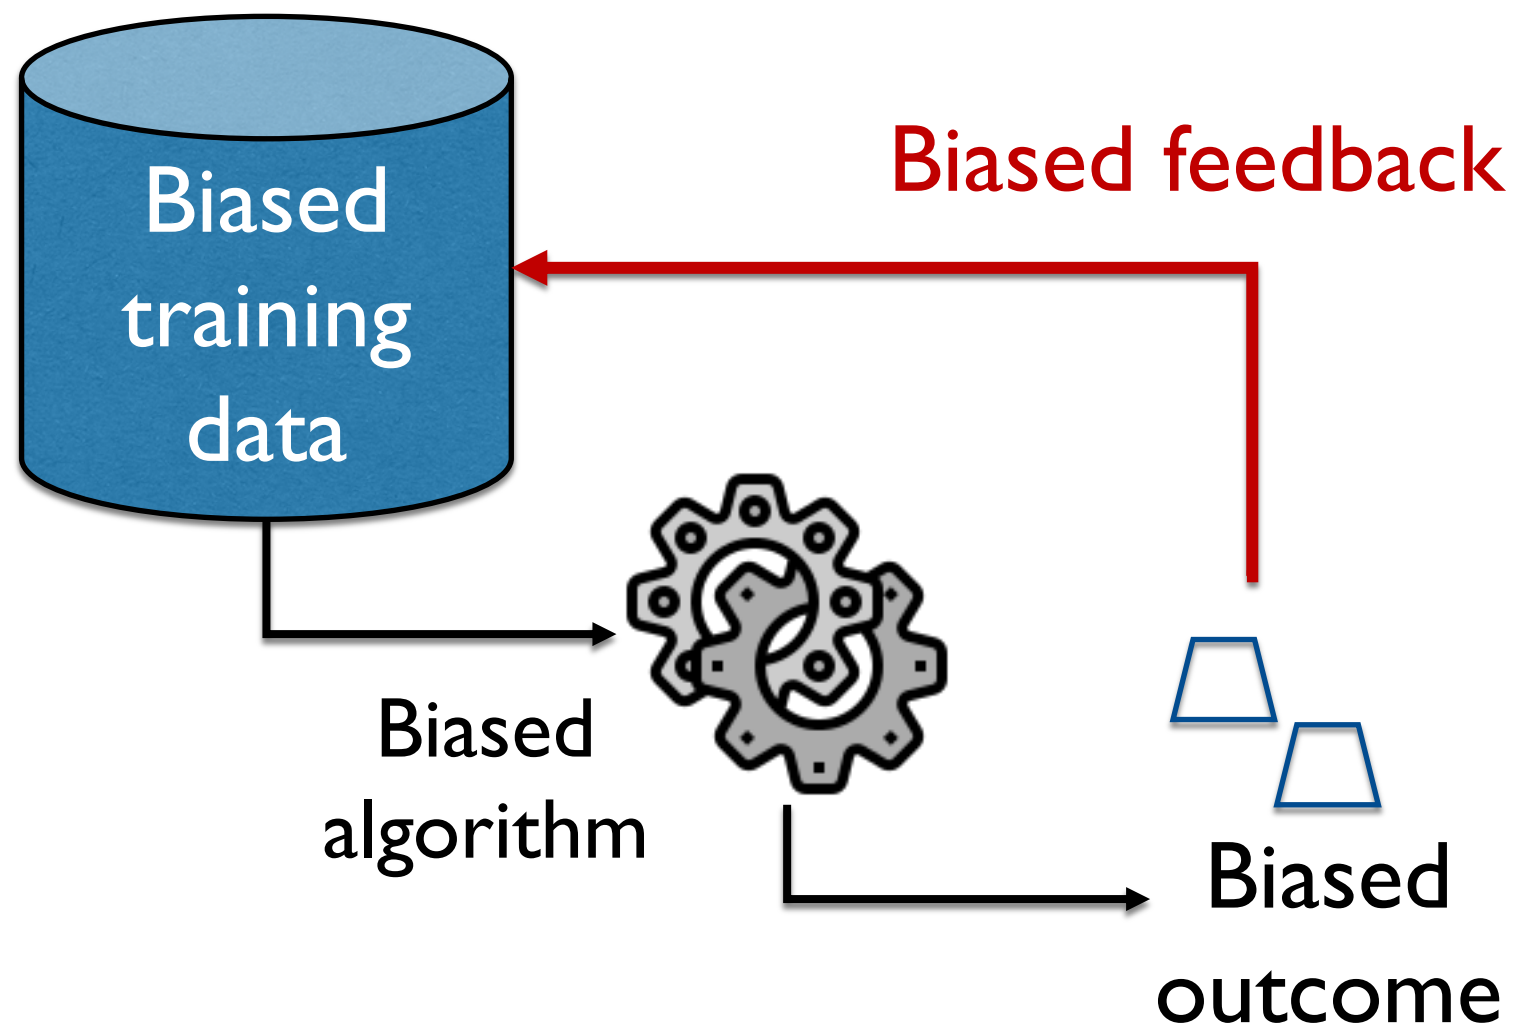 Biased
training
data
Biased feedback
Biased
algorithm
Biased
outcome